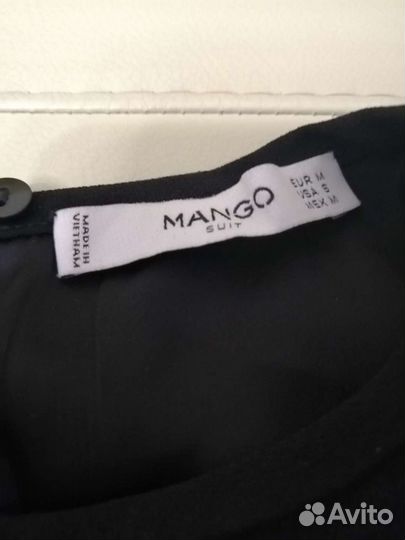 MADE IN
VIETNAM
MANGO
SUIT
EUR M
USA S
MEX M
Avito